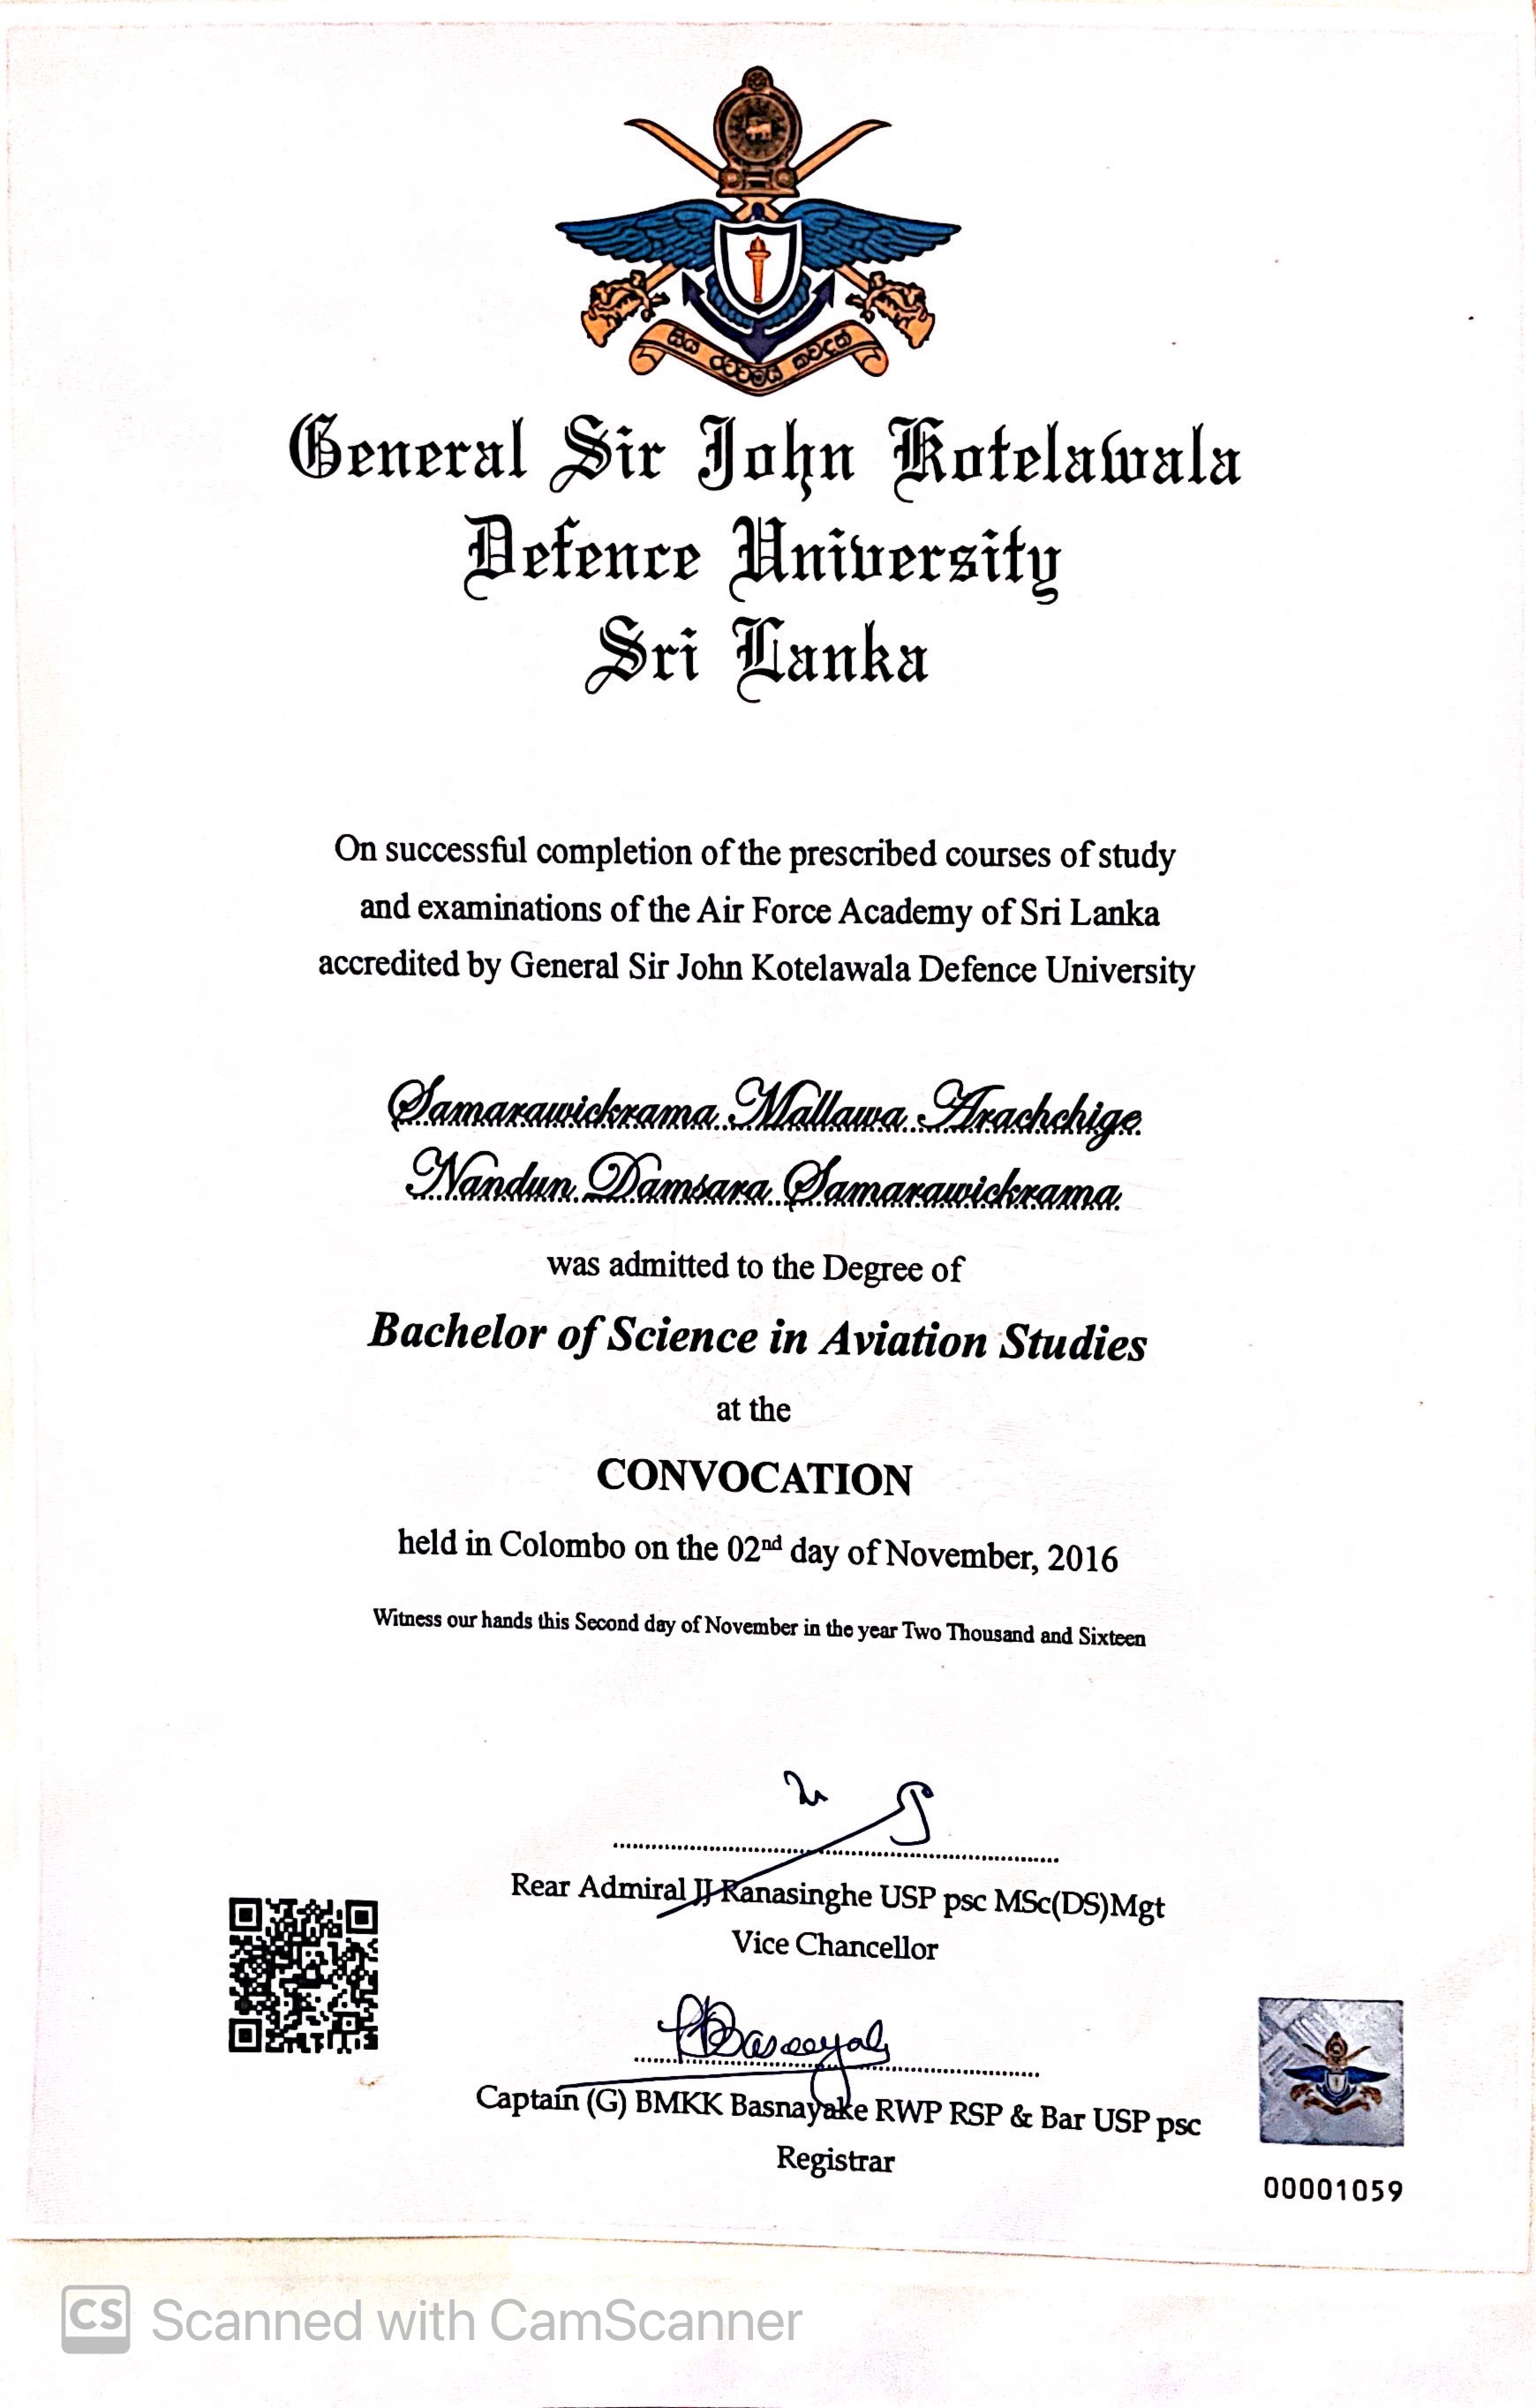 සිය රටටමයි කවදත්
General Sir John Kotelawala
Defence University
Sri Lanka
On successful completion of the prescribed courses of study
and examinations of the Air Force Academy of Sri Lanka
accredited by General Sir John Kotelawala Defence University
Samarawickrama Mallawa Arachchige
Nandun Damsara Samarawickrama
was admitted to the Degree of
Bachelor of Science in Aviation Studies
at the
CONVOCATION
held in Colombo on the 02nd day of November, 2016
Witness our hands this Second day of November in the year Two Thousand and Sixteen
Rear Admiral JJ Ranasinghe USP psc MSc(DS)Mgt
Vice Chancellor
Captain (G) BMKK Basnayake RWP RSP & Bar USP psc
Registrar
00001059
CS Scanned with CamScanner